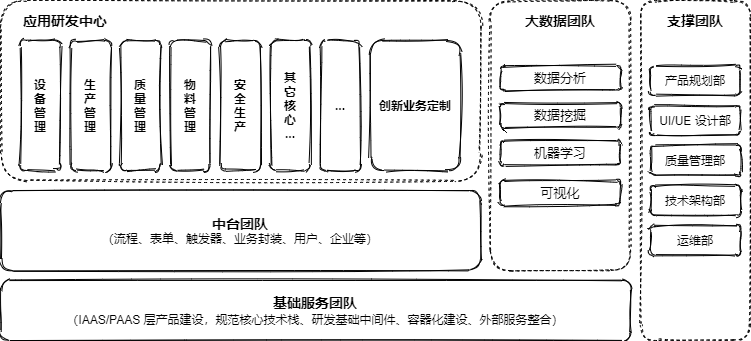 应用研发中心
设备管理
生产管理
质量管理
物料管理
安全生产
其它核心...
...
创新业务定制
中台团队
（流程、表单、触发器、业务封装、用户、企业等）
基础服务团队
（IAAS/PAAS 层产品建设，规范核心技术栈、研发基础中间件、容器化建设、外部服务整合）
大数据团队
数据分析
数据挖掘
机器学习
可视化
支撑团队
产品规划部
UI/UE 设计部
质量管理部
技术架构部
运维部